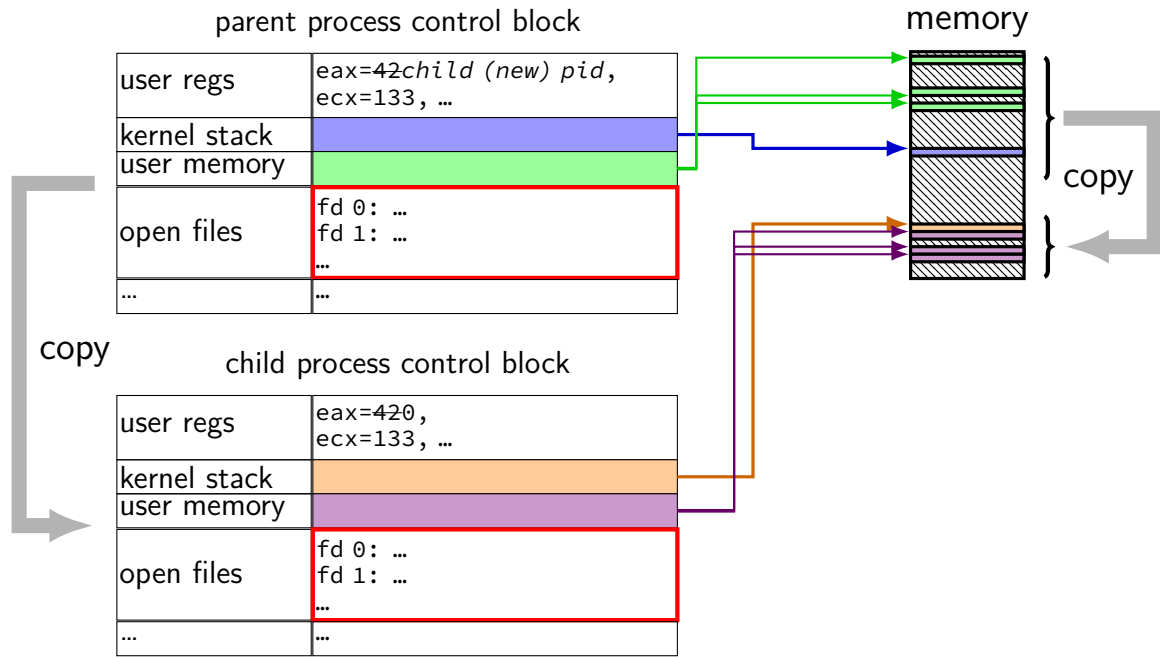 parent process control block
memory
user regs
eax=42child (new) pid,
ecx=133, …
kernel stack
user memory
open files
fd 0: …
fd 1: …
…
… …
copy
copy
child process control block
user regs
eax=420,
ecx=133, …
kernel stack
user memory
open files
fd 0: …
fd 1: …
…
… …